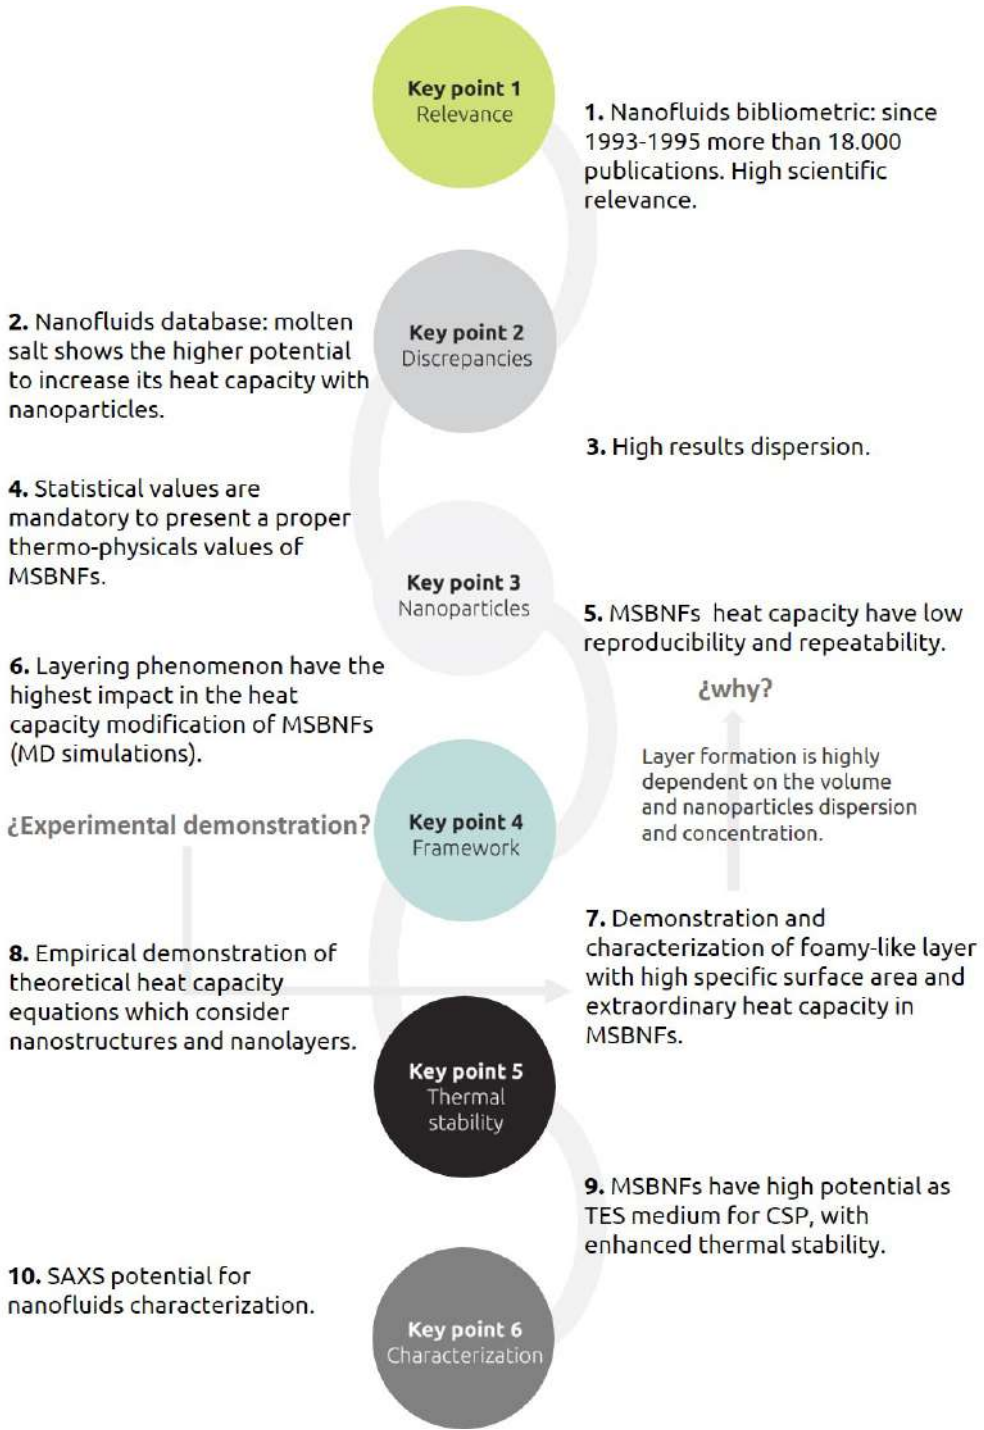 Key point 1
Relevance
1. Nanofluids bibliometric: since
1993-1995 more than 18.000
publications. High scientific
relevance.
Key point 2
Discrepancies
2. Nanofluids database: molten
salt shows the higher potential
to increase its heat capacity with
nanoparticles.
3. High results dispersion.
4. Statistical values are
mandatory to present a proper
thermo-physicals values of
MSBNFs.
Key point 3
Nanoparticles
5. MSBNFs heat capacity have low
reproducibility and repeatability.
6. Layering phenomenon have the
highest impact in the heat
capacity modification of MSBNFs
(MD simulations).
¿why?
Layer formation is highly
dependent on the volume
and nanoparticles dispersion
and concentration.
¿Experimental demonstration?
Key point 4
Framework
7. Demonstration and
characterization of foamy-like layer
with high specific surface area and
extraordinary heat capacity in
MSBNFs.
8. Empirical demonstration of
theoretical heat capacity
equations which consider
nanostructures and nanolayers.
Key point 5
Thermal
stability
9. MSBNFs have high potential as
TES medium for CSP, with
enhanced thermal stability.
10. SAXS potential for
nanofluids characterization.
Key point 6
Characterization